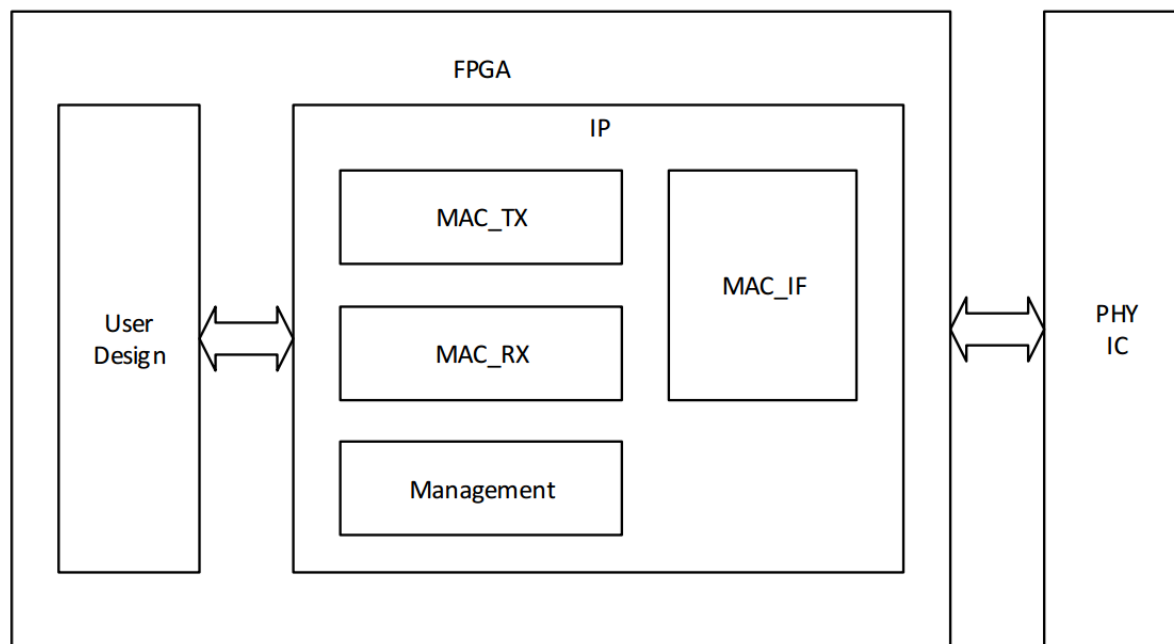 FPGA
IP
MAC_TX
MAC_IF
User
Design
MAC_RX
PHY
IC
Management